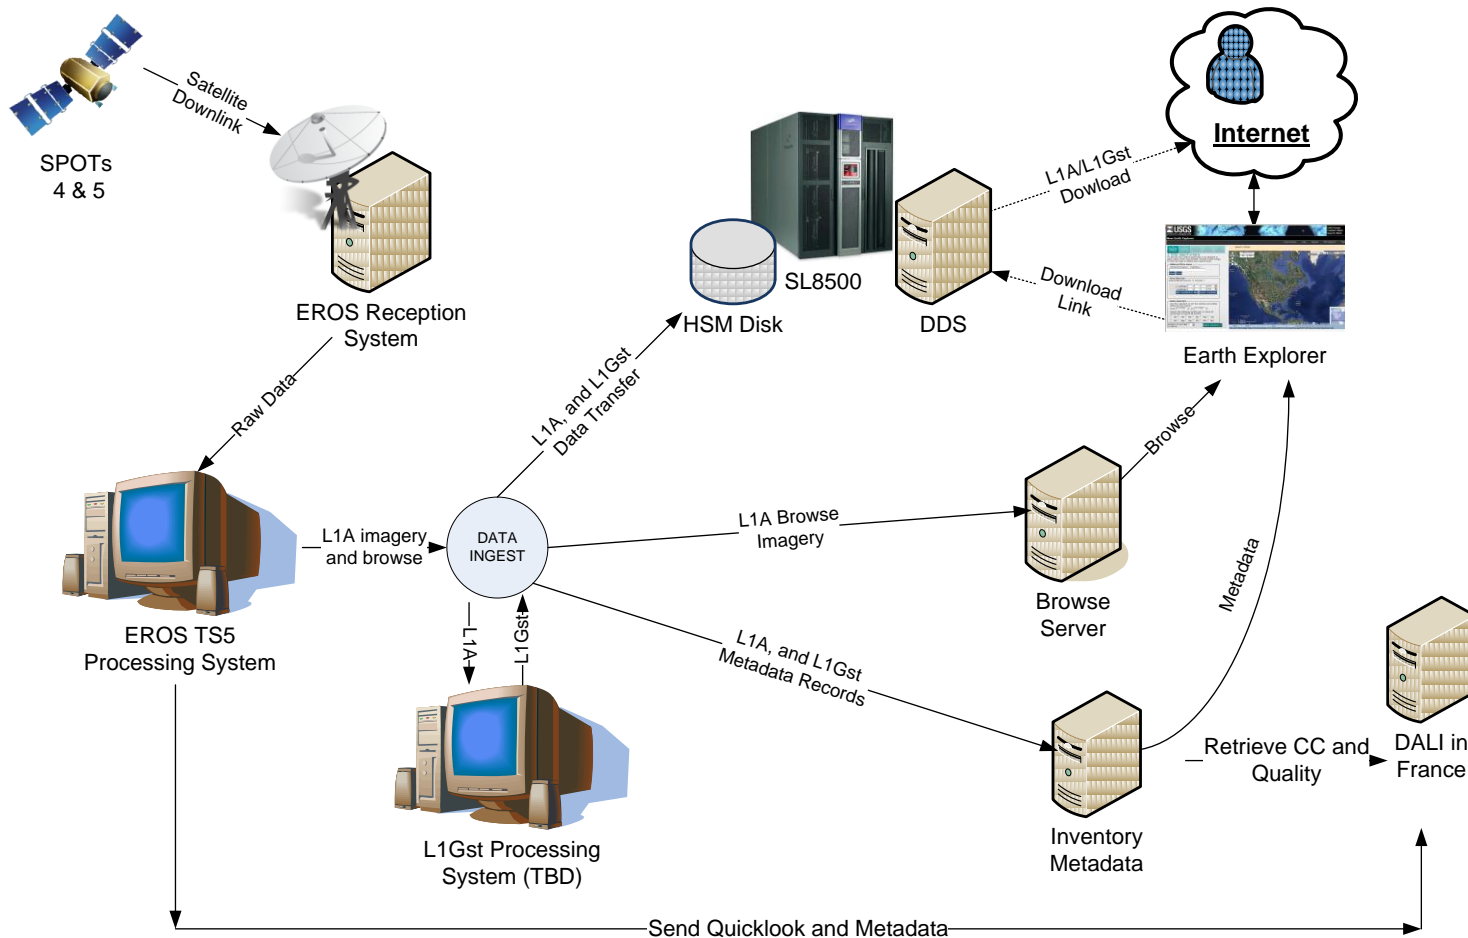 Satellite
Downlink
SPOTs
4 & 5
EROS Reception
System
Raw Data
L1A, and L1Gst
Data Transfer
HSM Disk
SL8500
DDS
L1A/L1Gst
Dowload
Internet
USGS
Download
Link
Earth Explorer
Browse
EROS TS5
Processing System
L1A imagery
and browse
DATA
INGEST
L1A Browse
Imagery
Browse
Server
Metadata
L1A
L1Gst
L1A, and L1Gst
Metadata Records
L1Gst Processing
System (TBD)
Inventory
Metadata
Retrieve CC and
Quality
DALI in
France
Send Quicklook and Metadata